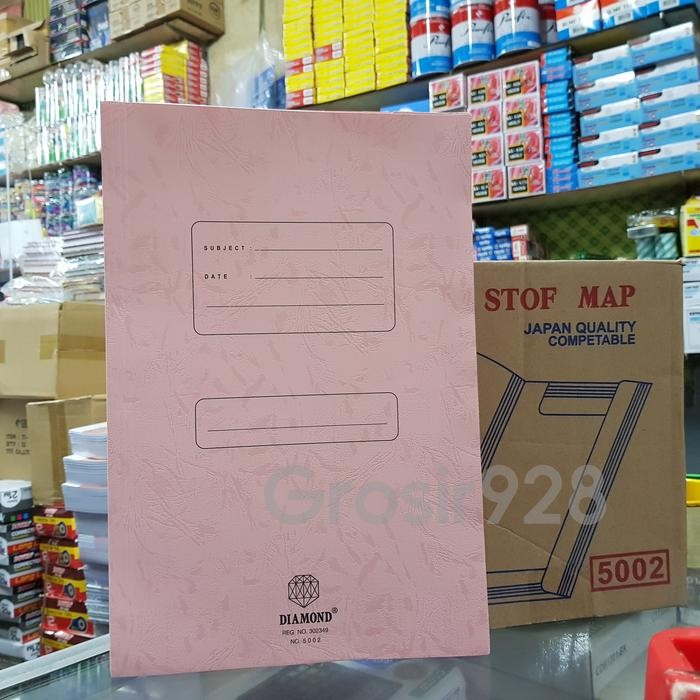 SUBJECT :
DATE :
DIAMOND®
REG NO. 302349
NO. 5002
STOF MAP
JAPAN QUALITY
COMPETABLE
5002
Grosir928